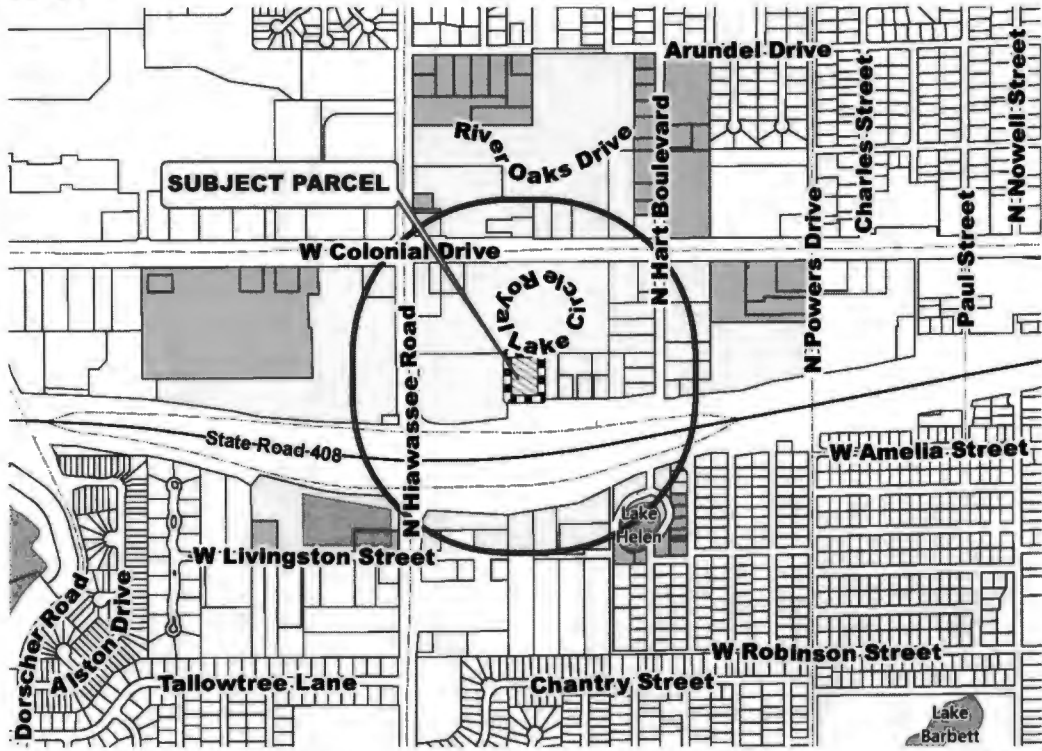 Arundel Drive
N Nowell Street
Charles Street
River Oaks Drive
N Hart Boulevard
SUBJECT PARCEL
W Colonial Drive
Royal Lake Circle
N Powers Drive
Paul Street
N Hiawassee Road
State Road 408
W Amelia Street
Lake
Helen
W Livingston Street
Dorscher Road
Alston Drive
W Robinson Street
Tallowtree Lane
Chantry Street
Lake
Barbett